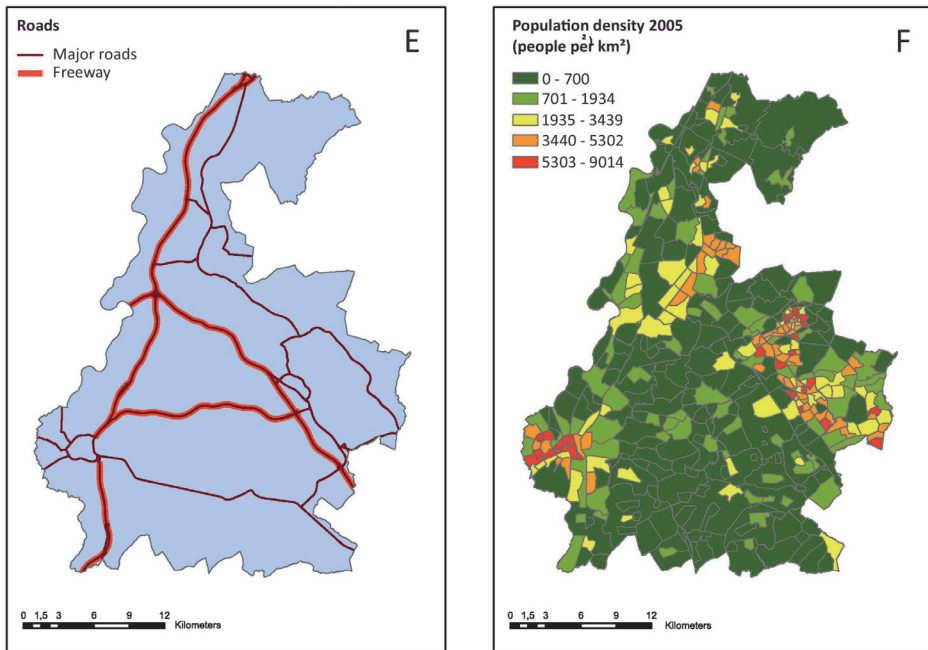 Roads
E
Major roads
Freeway
0 1,5 3 6 9 12
Kilometers
Population density 2005
(people per km²)
²)
F
0 - 700
701 - 1934
1935 - 3439
3440 - 5302
5303 - 9014
0 1,5 3 6 9 12
Kilometers